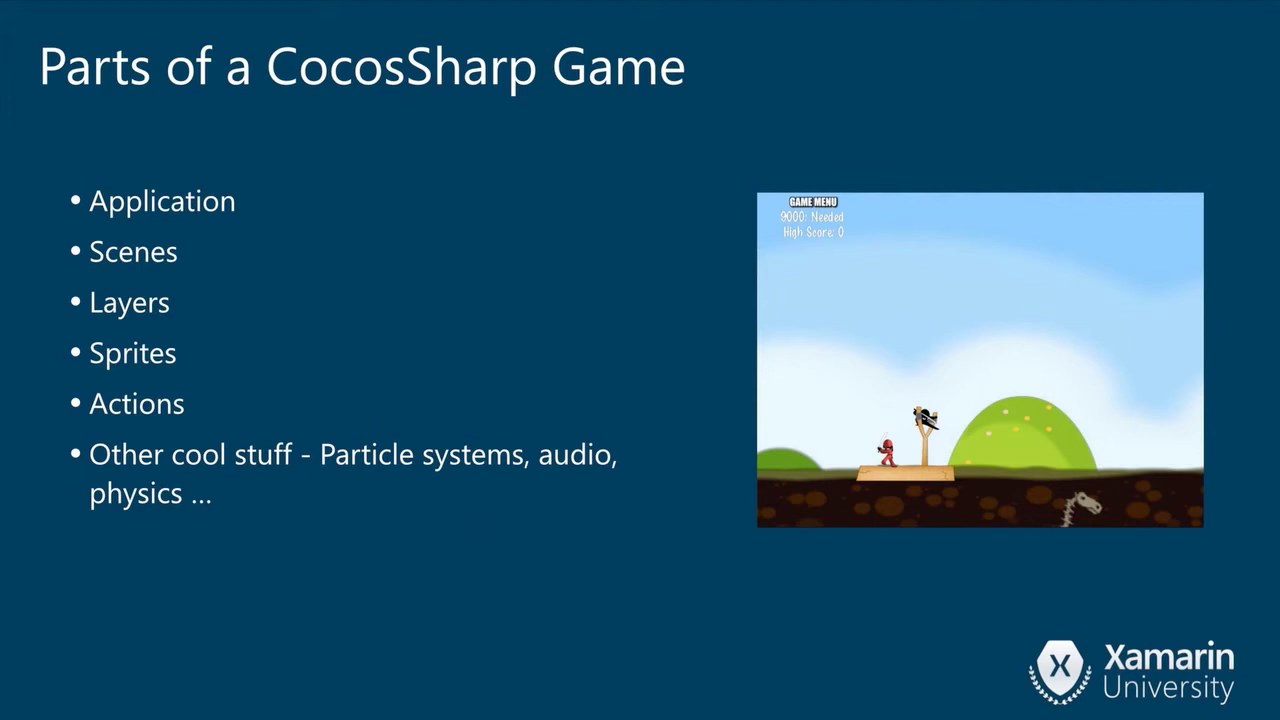 Parts of a CocosSharp Game
• Application
• Scenes
• Layers
• Sprites
• Actions
• Other cool stuff - Particle systems, audio,
physics ...
GAME MENU
9000: Needed
High Score: 0
X
Xamarin
University